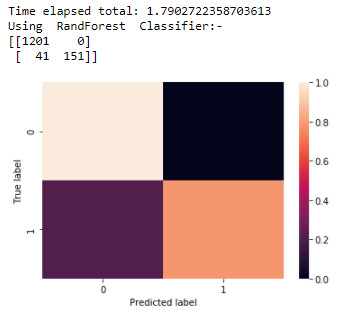 Time elapsed total: 1.7902722358703613
Using  RandForest  Classifier:-
[[1201    0]
 [  41  151]]
1.0
0.8
0.6
0.4
0.2
0.0
True label
0
1
0 1
Predicted label